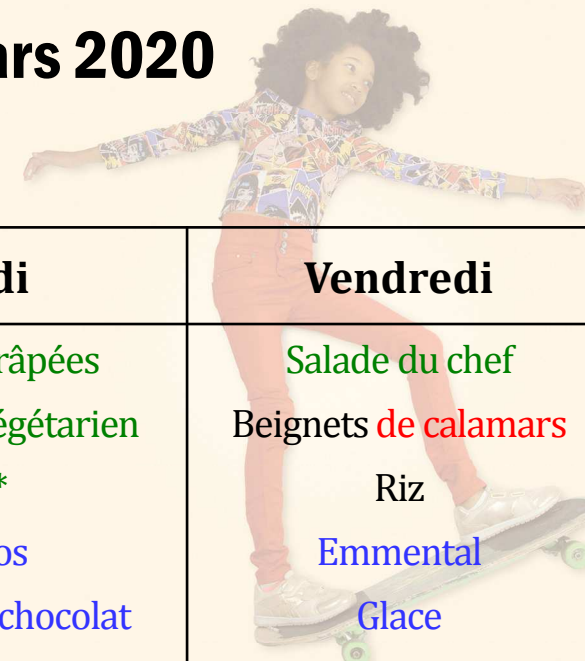 ars 2020
di
Vendredi
râpées
Salade du chef
égétarien
Beignets de calamars
*
Riz
os
Emmental
chocolat
Glace